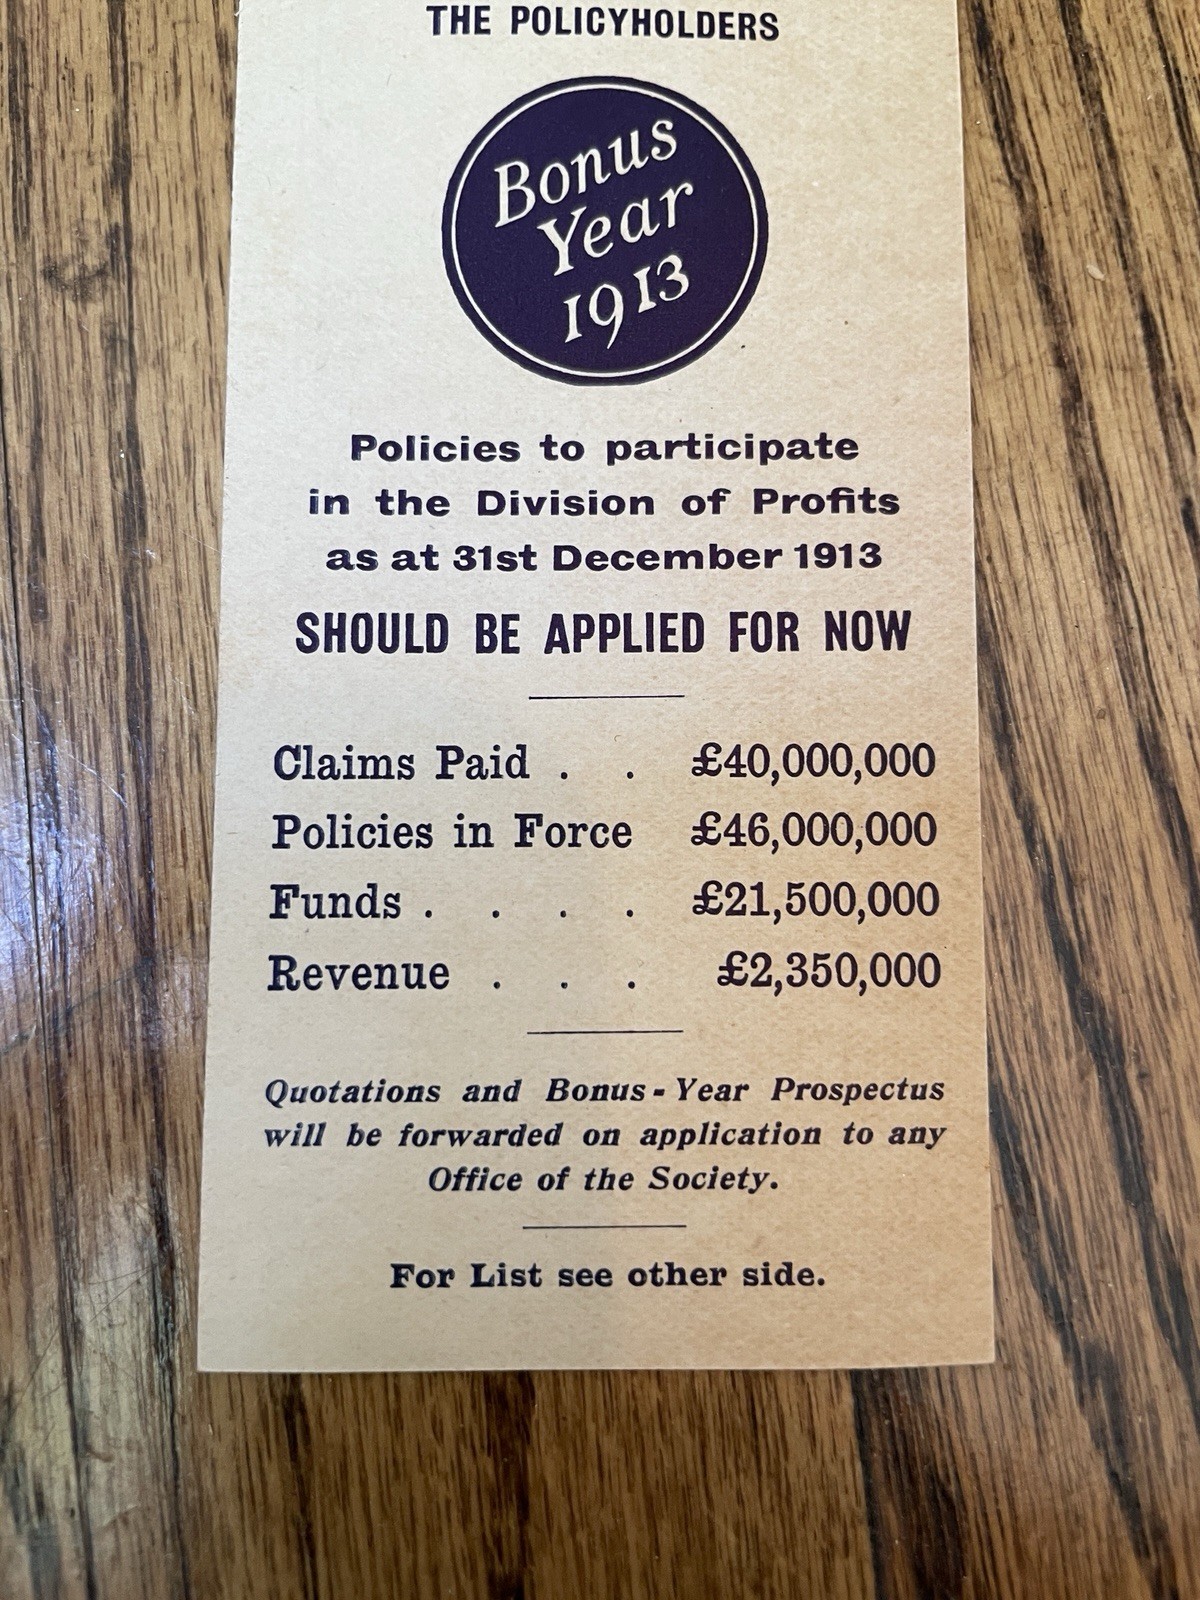 THE POLICYHOLDERS
Bonus
Year
1913
Policies to participate
in the Division of Profits
as at 31st December 1913
SHOULD BE APPLIED FOR NOW
Claims Paid . . £40,000,000
Policies in Force £46,000,000
Funds . . . . £21,500,000
Revenue . . . £2,350,000
Quotations and Bonus-Year Prospectus
will be forwarded on application to any
Office of the Society.
For List see other side.